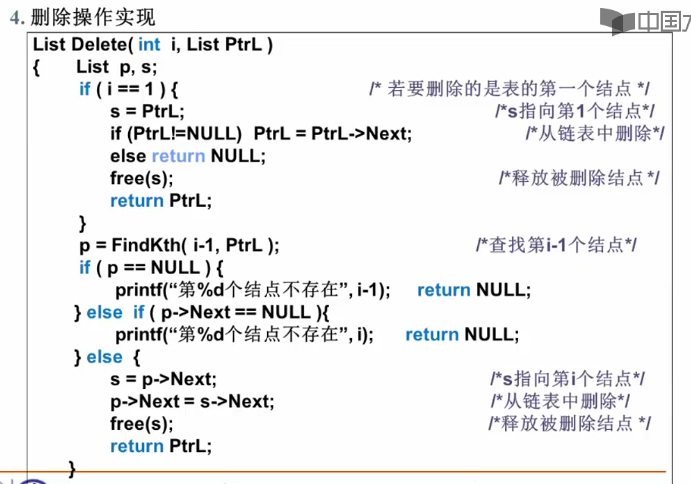 4. 删除操作实现
中国
List Delete( int i, List PtrL )
{ List p, s;
if ( i == 1 ) { /* 若要删除的是表的第一个结点 */
s = PtrL; /*s指向第1个结点*/
if (PtrL!=NULL) PtrL = PtrL->Next; /*从链表中删除*/
else return NULL;
free(s); /*释放被删除结点 */
return PtrL;
}
p = FindKth( i-1, PtrL ); /*查找第i-1个结点*/
if ( p == NULL ) {
printf(“第%d个结点不存在”, i-1); return NULL;
} else if ( p->Next == NULL ){
printf(“第%d个结点不存在”, i); return NULL;
} else {
s = p->Next; /*s指向第i个结点*/
p->Next = s->Next; /*从链表中删除*/
free(s); /*释放被删除结点 */
return PtrL;
}